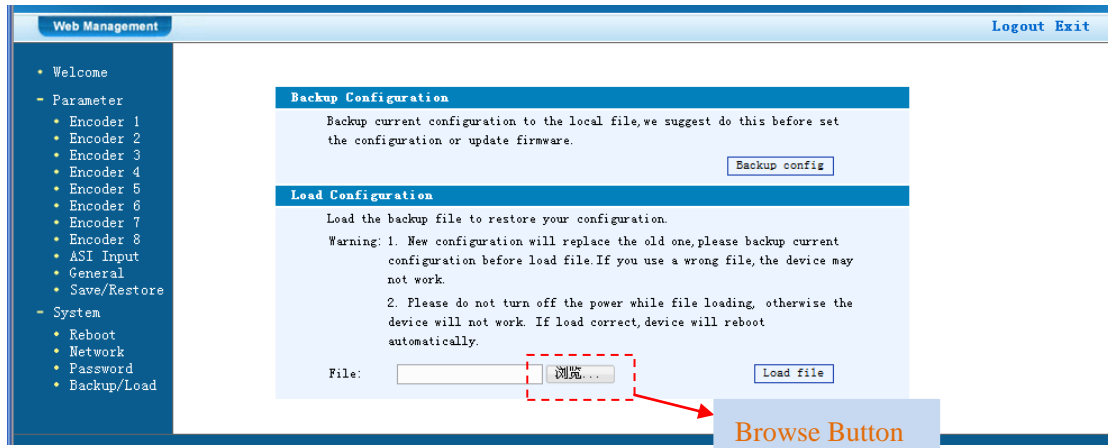 Web Management
Logout Exit
Welcome
Parameter
Encoder 1
Encoder 2
Encoder 3
Encoder 4
Encoder 5
Encoder 6
Encoder 7
Encoder 8
ASI Input
General
Save/Restore
System
Reboot
Network
Password
Backup/Load
Backup Configuration
Backup current configuration to the local file,we suggest do this before set
the configuration or update firmware.
Backup config
Load Configuration
Load the backup file to restore your configuration.
Warning: 1. New configuration will replace the old one,please backup current
configuration before load file.If you use a wrong file,the device may
not work.
2. Please do not turn off the power while file loading, otherwise the
device will not work. If load correct,device will reboot
automatically.
File: 浏览... Load file
Browse Button